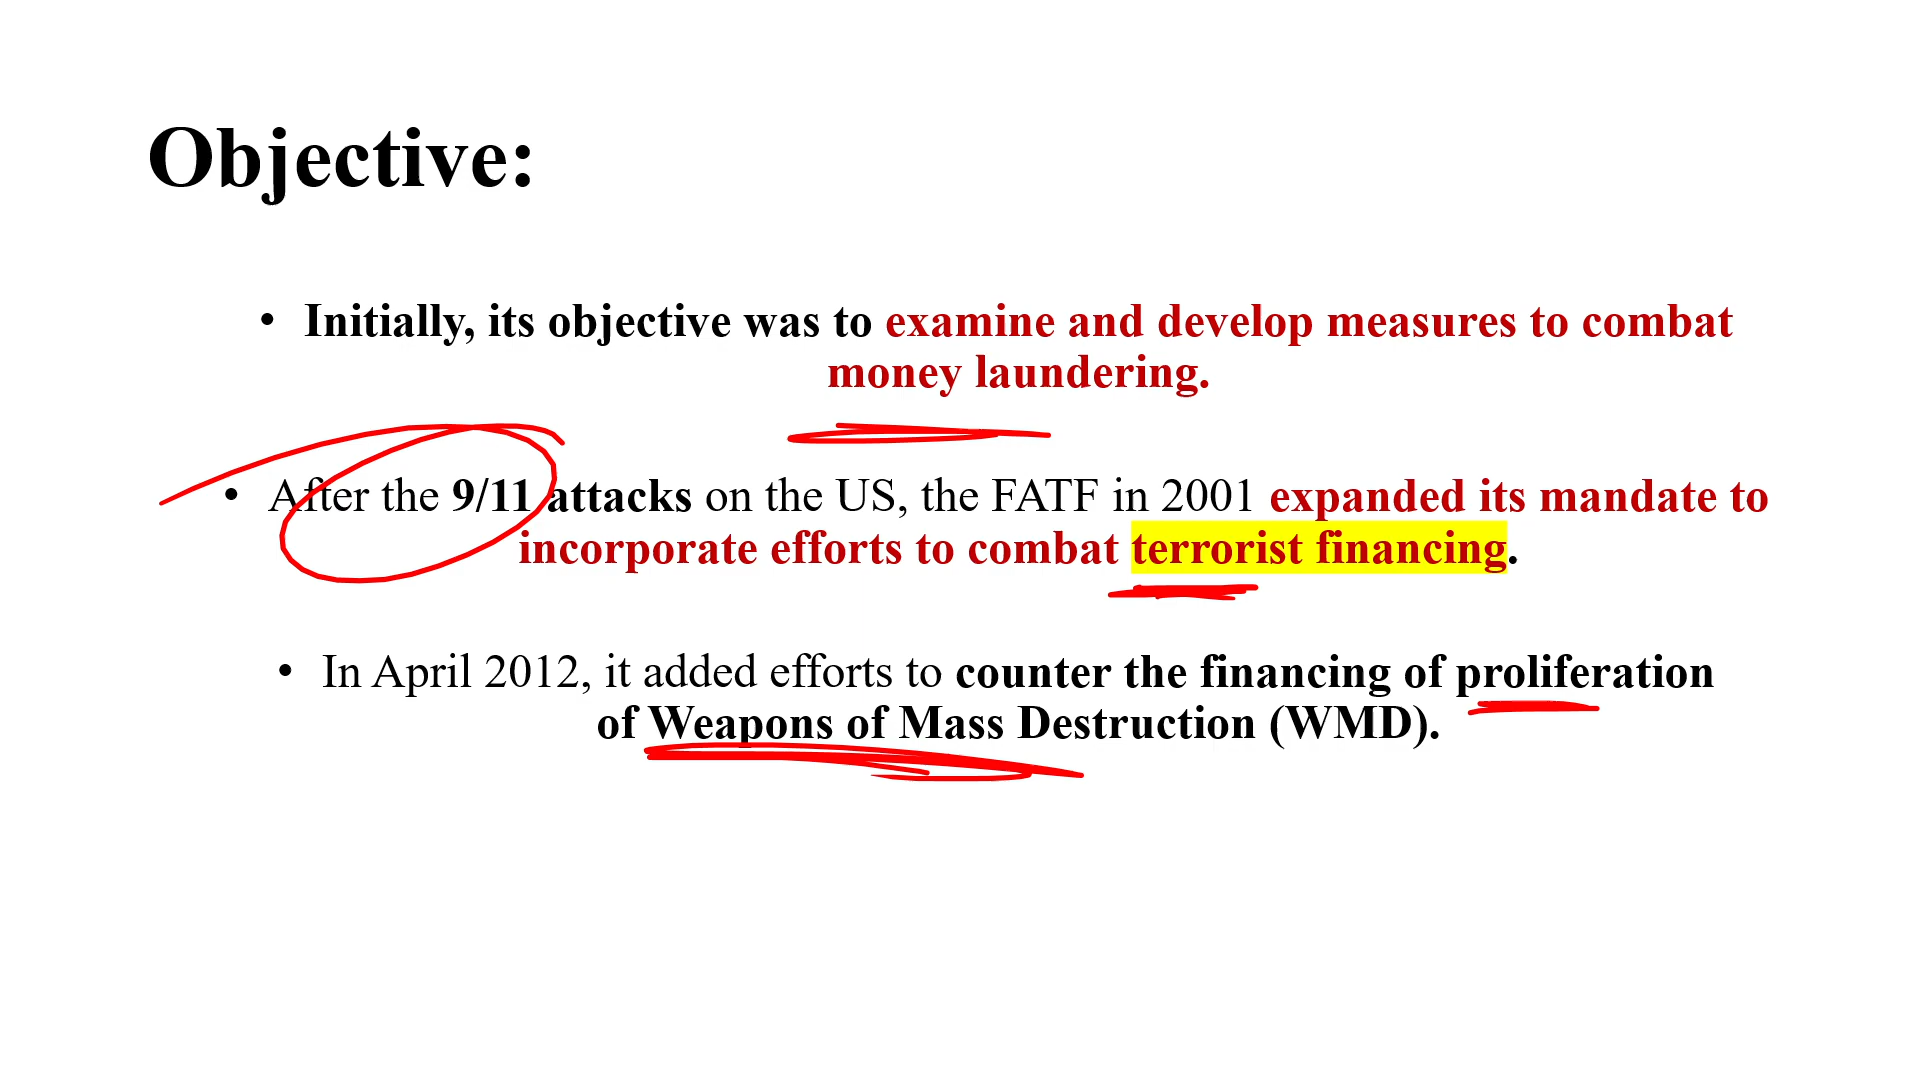 Objective:
• Initially, its objective was to examine and develop measures to combat
money laundering.
• After the 9/11 attacks on the US, the FATF in 2001 expanded its mandate to
incorporate efforts to combat terrorist financing.
• In April 2012, it added efforts to counter the financing of proliferation
of Weapons of Mass Destruction (WMD).